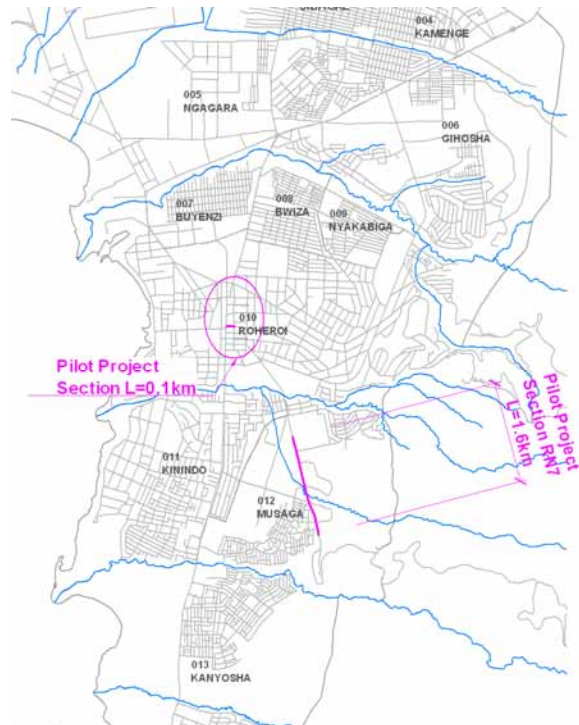 004
KAMENGE
005
NGAGARA
006
GIHOSHA
007
BUYENZI
008
BWIZA
009
NYAKABIGA
010
ROHEROI
Pilot Project
Section L=0.1km
Pilot Project
Section RN7
L=1.6km
011
KININDO
012
MUSAGA
013
KANYOSHA